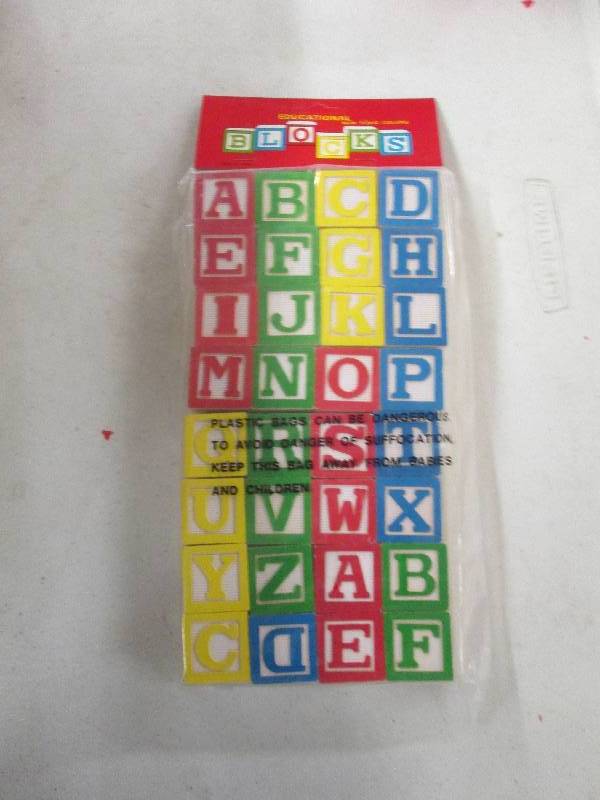 EDUCATIONAL
BLOCKS
A B C D
E F G H
I J K L
M N O P
PLASTIC BAGS CAN BE DANGEROUS.
TO AVOID DANGER OF SUFFOCATION,
KEEP THIS BAG AWAY FROM BABIES
AND CHILDREN.
Q R S T
U V W X
Y Z A B
C D E F